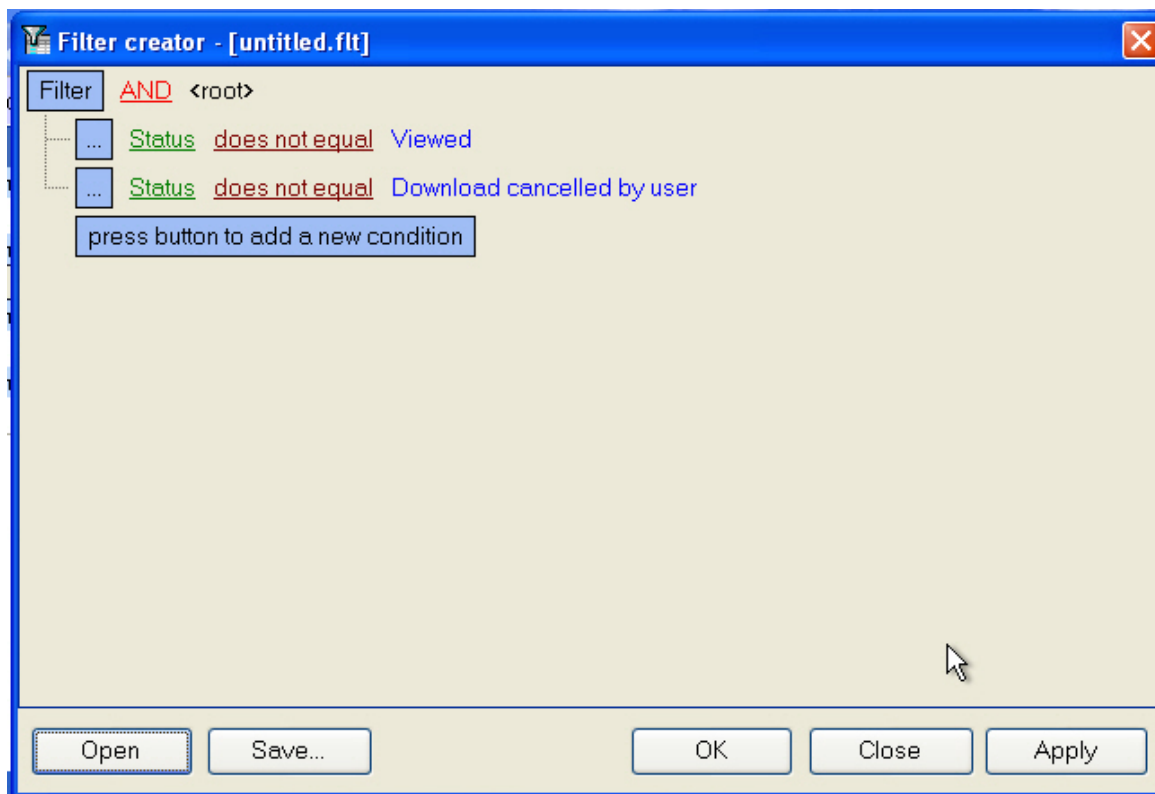 Filter creator - [untitled.flt]
Filter AND <root>
... Status does not equal Viewed
... Status does not equal Download cancelled by user
press button to add a new condition
Open Save... OK Close Apply